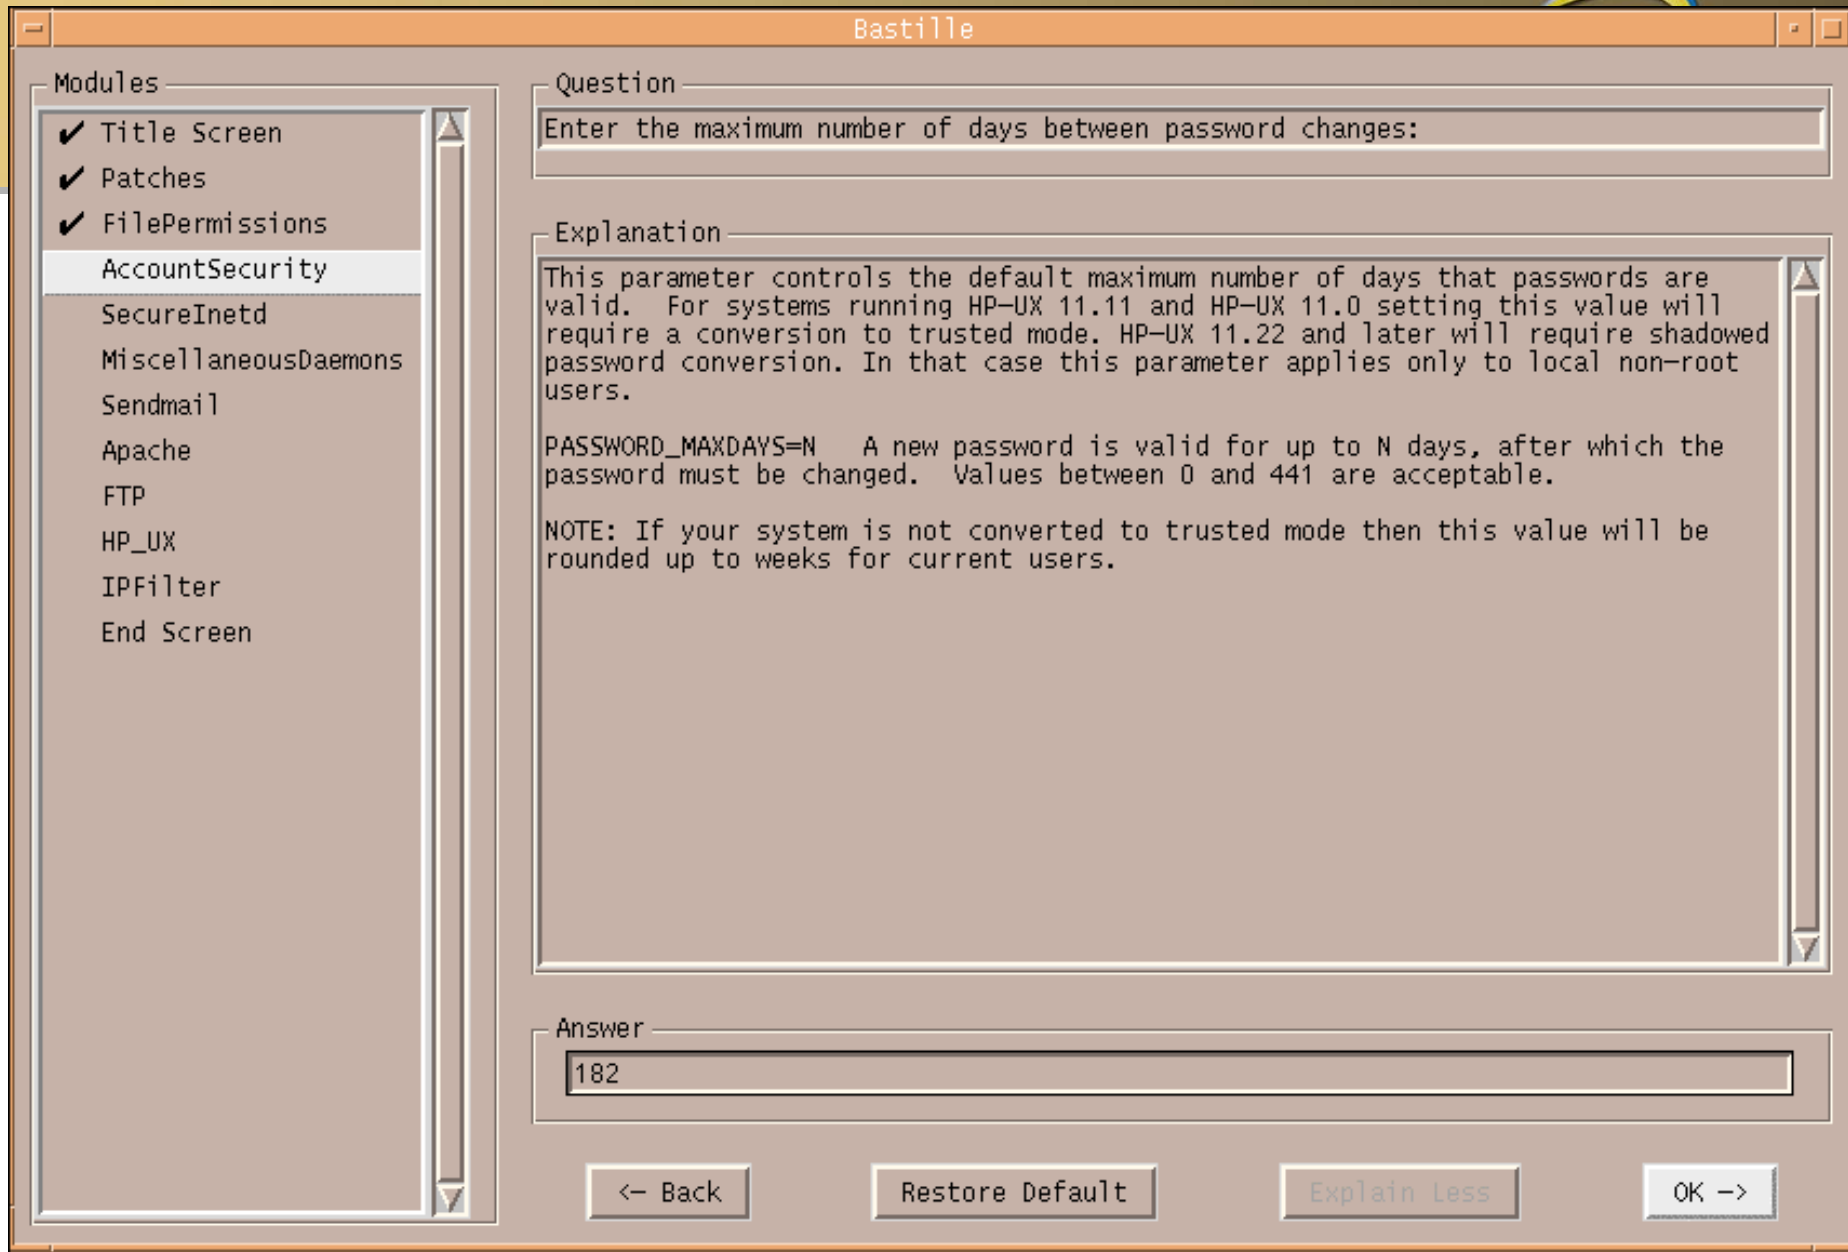 Bastille
Modules
✔ Title Screen
✔ Patches
✔ FilePermissions
AccountSecurity
SecureInetd
MiscellaneousDaemons
Sendmail
Apache
FTP
HP_UX
IPFilter
End Screen
Question
Enter the maximum number of days between password changes:
Explanation
This parameter controls the default maximum number of days that passwords are
valid.  For systems running HP-UX 11.11 and HP-UX 11.0 setting this value will
require a conversion to trusted mode. HP-UX 11.22 and later will require shadowed
password conversion. In that case this parameter applies only to local non-root
users.
PASSWORD_MAXDAYS=N   A new password is valid for up to N days, after which the
password must be changed.  Values between 0 and 441 are acceptable.
NOTE: If your system is not converted to trusted mode then this value will be
rounded up to weeks for current users.
Answer
182
<- Back
Restore Default
Explain Less
OK ->